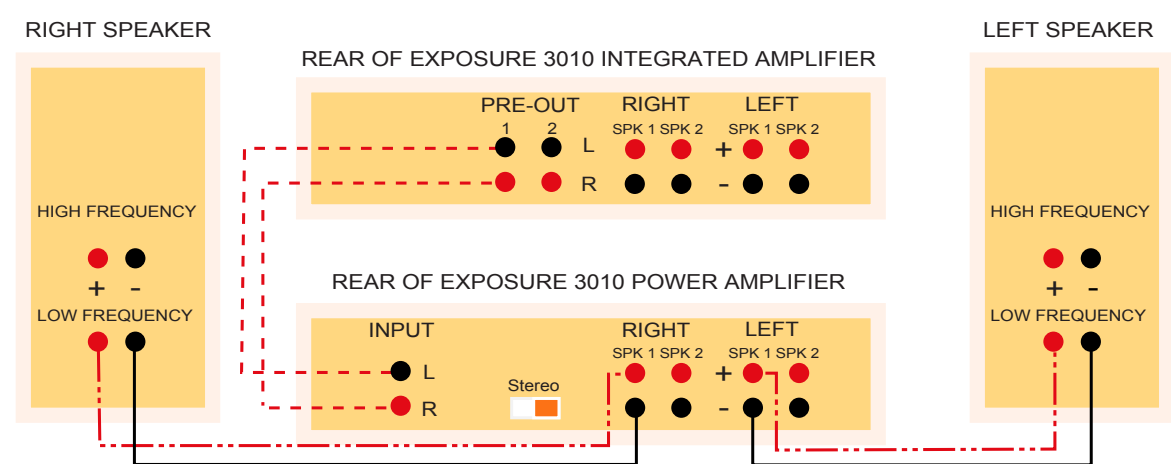 RIGHT SPEAKER
LEFT SPEAKER
REAR OF EXPOSURE 3010 INTEGRATED AMPLIFIER
PRE-OUT RIGHT LEFT
1 2 SPK 1 SPK 2 SPK 1 SPK 2
L +
R -
HIGH FREQUENCY
+ -
LOW FREQUENCY
HIGH FREQUENCY
+ -
LOW FREQUENCY
REAR OF EXPOSURE 3010 POWER AMPLIFIER
INPUT RIGHT LEFT
SPK 1 SPK 2 SPK 1 SPK 2
L +
Stereo
R -